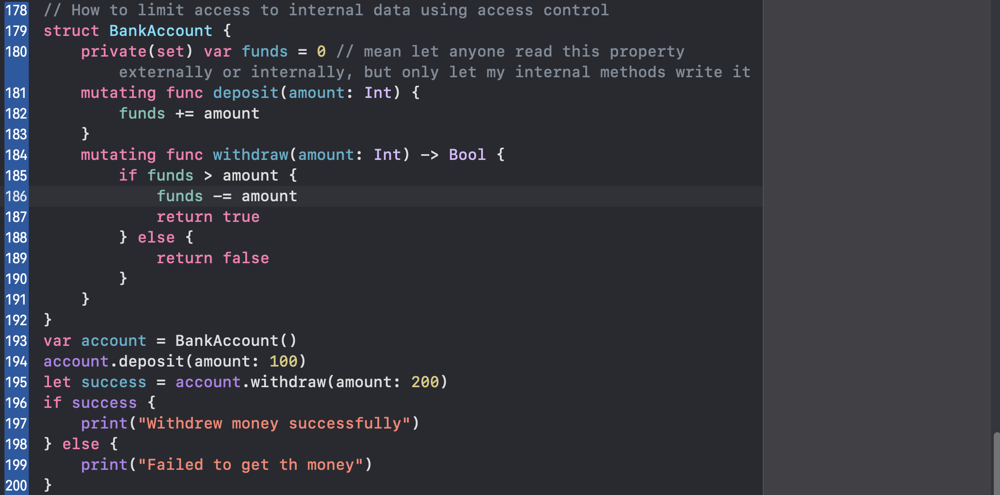 178 // How to limit access to internal data using access control
179 struct BankAccount {
180 private(set) var funds = 0 // mean let anyone read this property
externally or internally, but only let my internal methods write it
181 mutating func deposit(amount: Int) {
182 funds += amount
183 }
184 mutating func withdraw(amount: Int) -> Bool {
185 if funds > amount {
186 funds -= amount
187 return true
188 } else {
189 return false
190 }
191 }
192 }
193 var account = BankAccount()
194 account.deposit(amount: 100)
195 let success = account.withdraw(amount: 200)
196 if success {
197 print("Withdrew money successfully")
198 } else {
199 print("Failed to get th money")
200 }